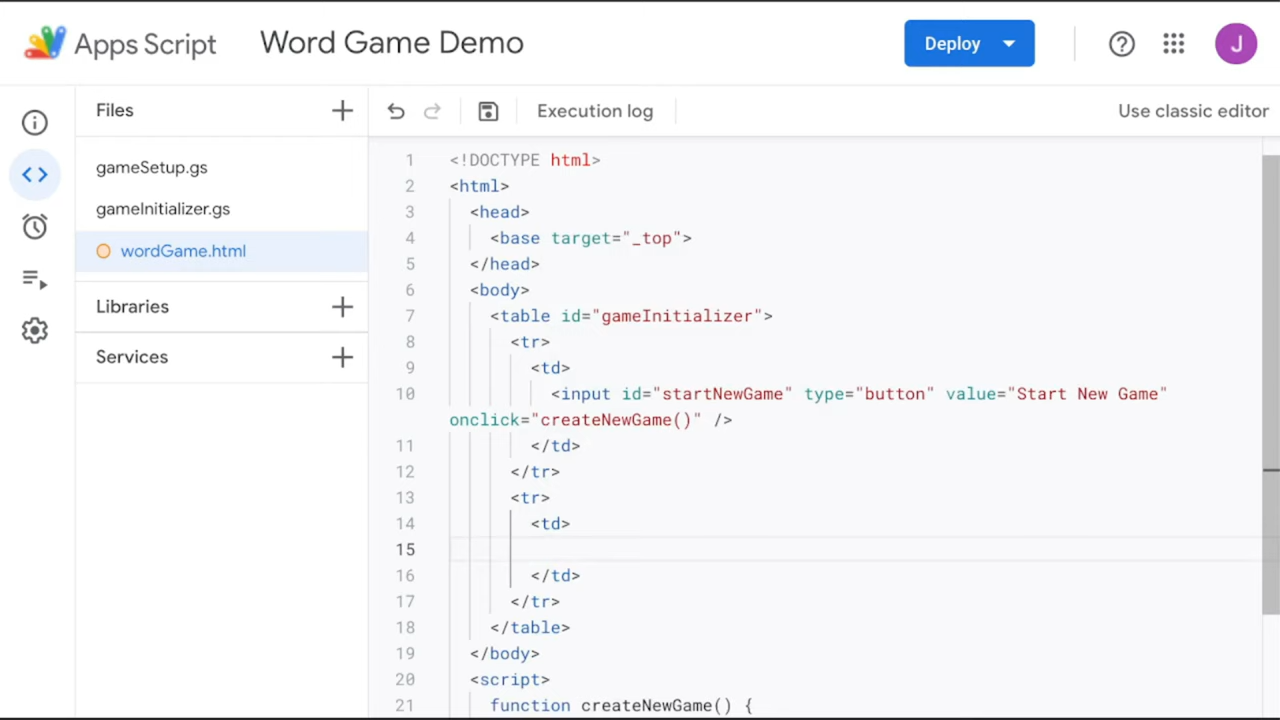 Apps Script
Word Game Demo
Deploy
J
Files
Execution log
Use classic editor
gameSetup.gs
gameInitializer.gs
wordGame.html
Libraries
Services
1 <!DOCTYPE html>
2 <html>
3 <head>
4 <base target="_top">
5 </head>
6 <body>
7 <table id="gameInitializer">
8 <tr>
9 <td>
10 <input id="startNewGame" type="button" value="Start New Game"
onclick="createNewGame()" />
11 </td>
12 </tr>
13 <tr>
14 <td>
15
16 </td>
17 </tr>
18 </table>
19 </body>
20 <script>
21 function createNewGame() {